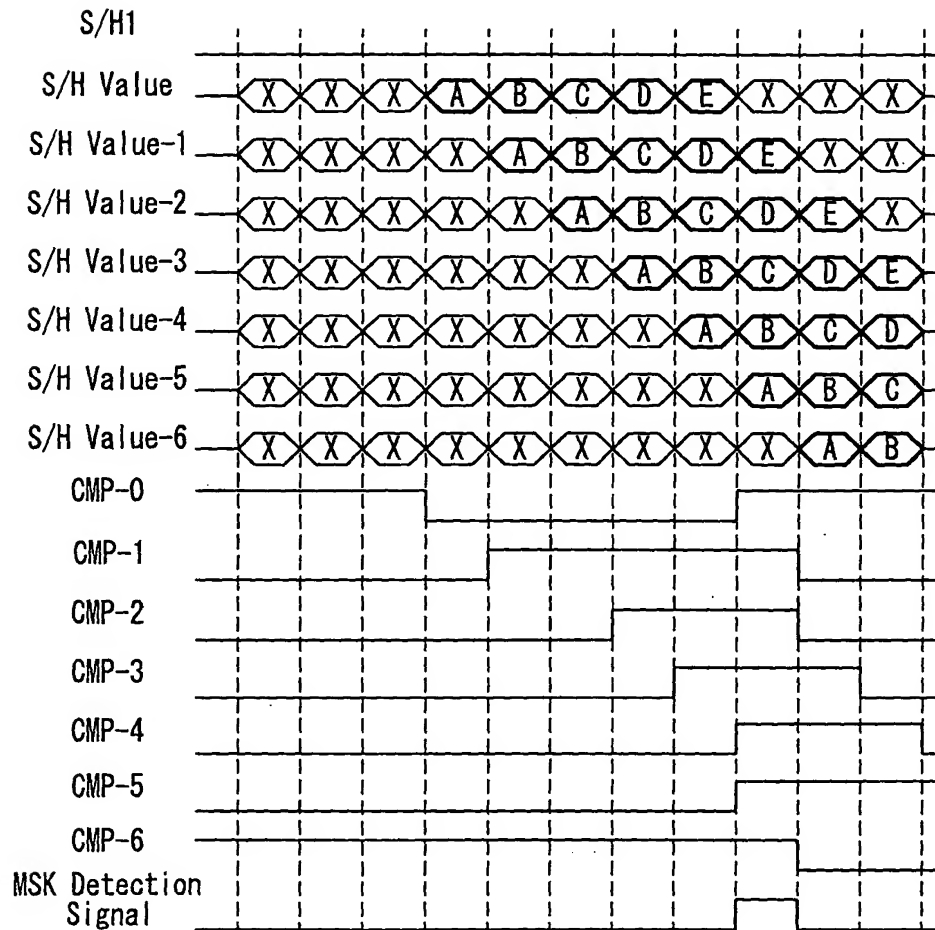 S/H1
S/H Value X X X A B C D E X X X
S/H Value-1 X X X X A B C D E X X
S/H Value-2 X X X X X A B C D E X
S/H Value-3 X X X X X X A B C D E
S/H Value-4 X X X X X X X A B C D
S/H Value-5 X X X X X X X X A B C
S/H Value-6 X X X X X X X X X A B
CMP-0
CMP-1
CMP-2
CMP-3
CMP-4
CMP-5
CMP-6
MSK Detection
Signal